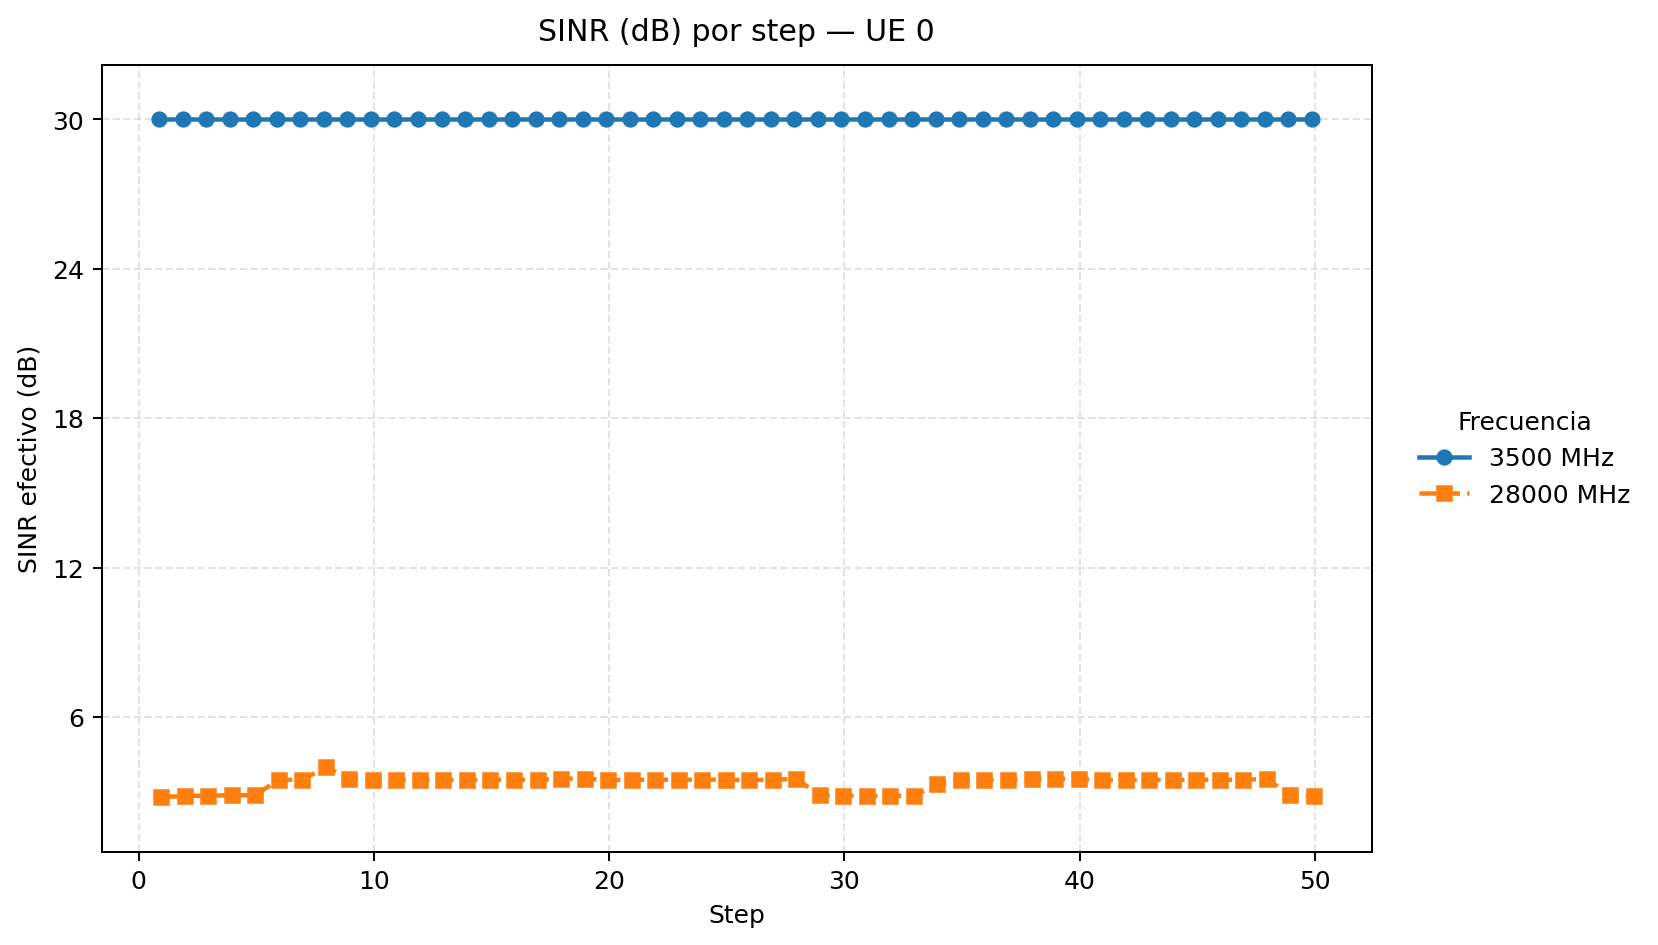 SINR (dB) por step — UE 0
SINR efectivo (dB)
30
24
18
12
6
0
10
20
30
40
50
Step
Frecuencia
3500 MHz
28000 MHz